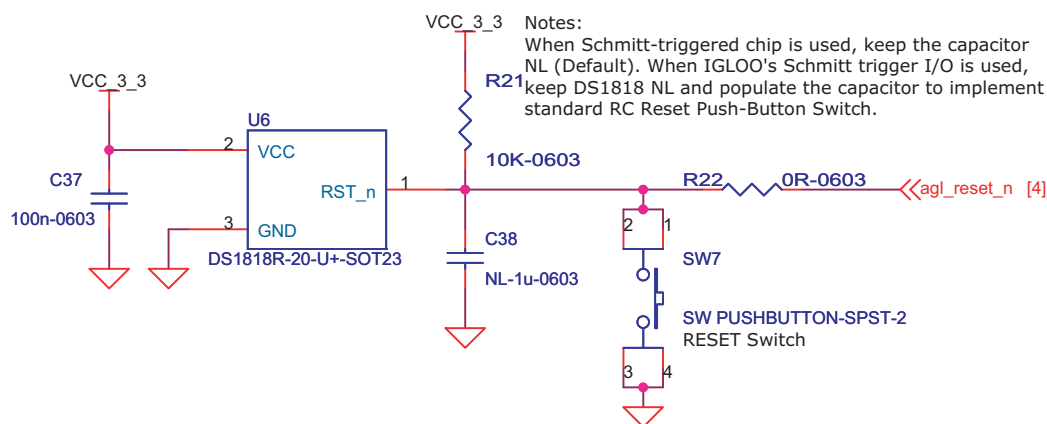 VCC_3_3
Notes:
When Schmitt-triggered chip is used, keep the capacitor
NL (Default). When IGLOO's Schmitt trigger I/O is used,
keep DS1818 NL and populate the capacitor to implement
standard RC Reset Push-Button Switch.
VCC_3_3
R21
10K-0603
U6
2
VCC
RST_n
1
3
GND
DS1818R-20-U+-SOT23
C37
100n-0603
C38
NL-1u-0603
R22
0R-0603
agl_reset_n [4]
2 1
SW7
SW PUSHBUTTON-SPST-2
RESET Switch
3 4